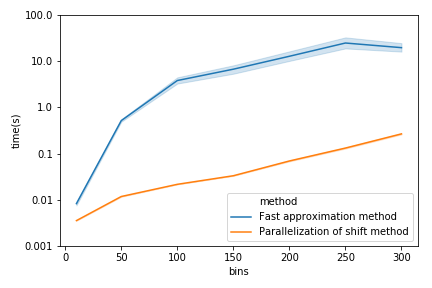 100.0
10.0
1.0
0.1
0.01
0.001
time(s)
0
50
100
150
200
250
300
bins
method
Fast approximation method
Parallelization of shift method